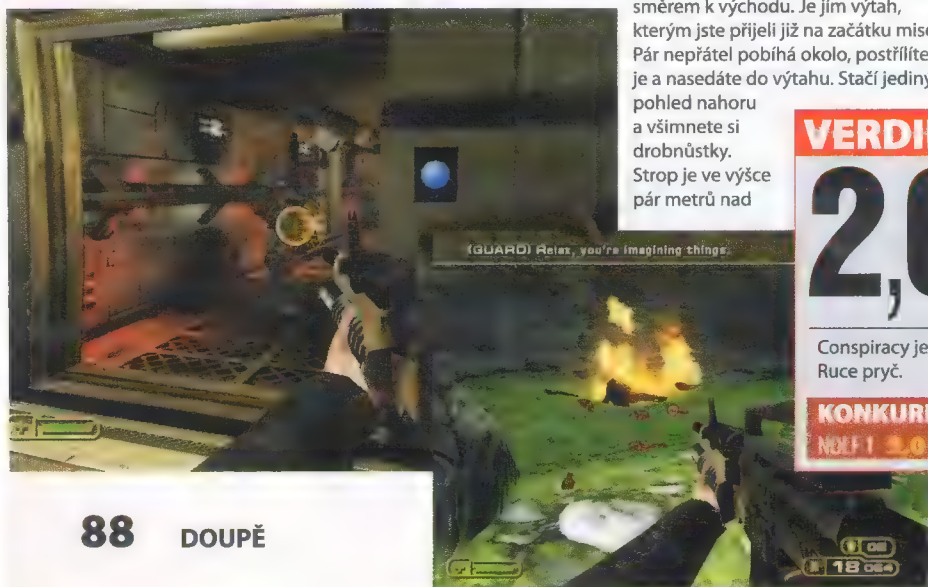 směrem k východu. Je jím výtah,
kterým jste přijeli již na začátku mise
Pár nepřátel pobíhá okolo, postřílíte
je a nasedáte do výtahu. Stačí jediný
pohled nahoru
a všimnete si
drobnůstky.
Strop je ve výšce
pár metrů nad
VERDI
2,
Conspiracy je
Ruce pryč.
KONKUR
NOLF 1
(GUARD) Relax, you're imagining things.
18
88 DOUPĚ